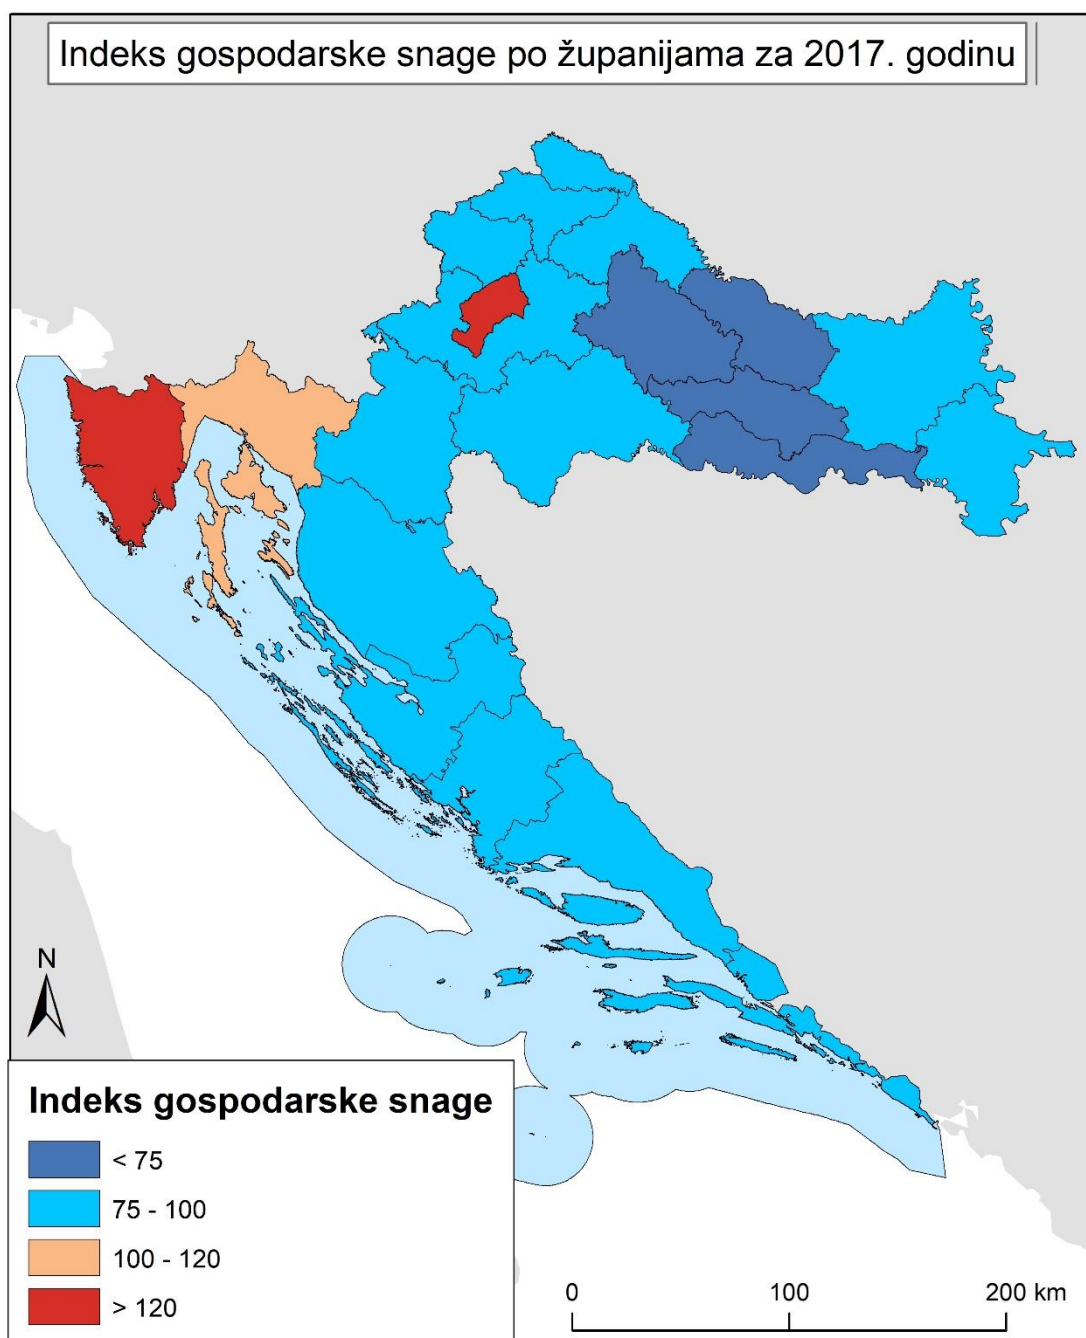 Indeks gospodarske snage po županijama za 2017. godinu
N
Indeks gospodarske snage
< 75
75 - 100
100 - 120
> 120
0 100 200 km